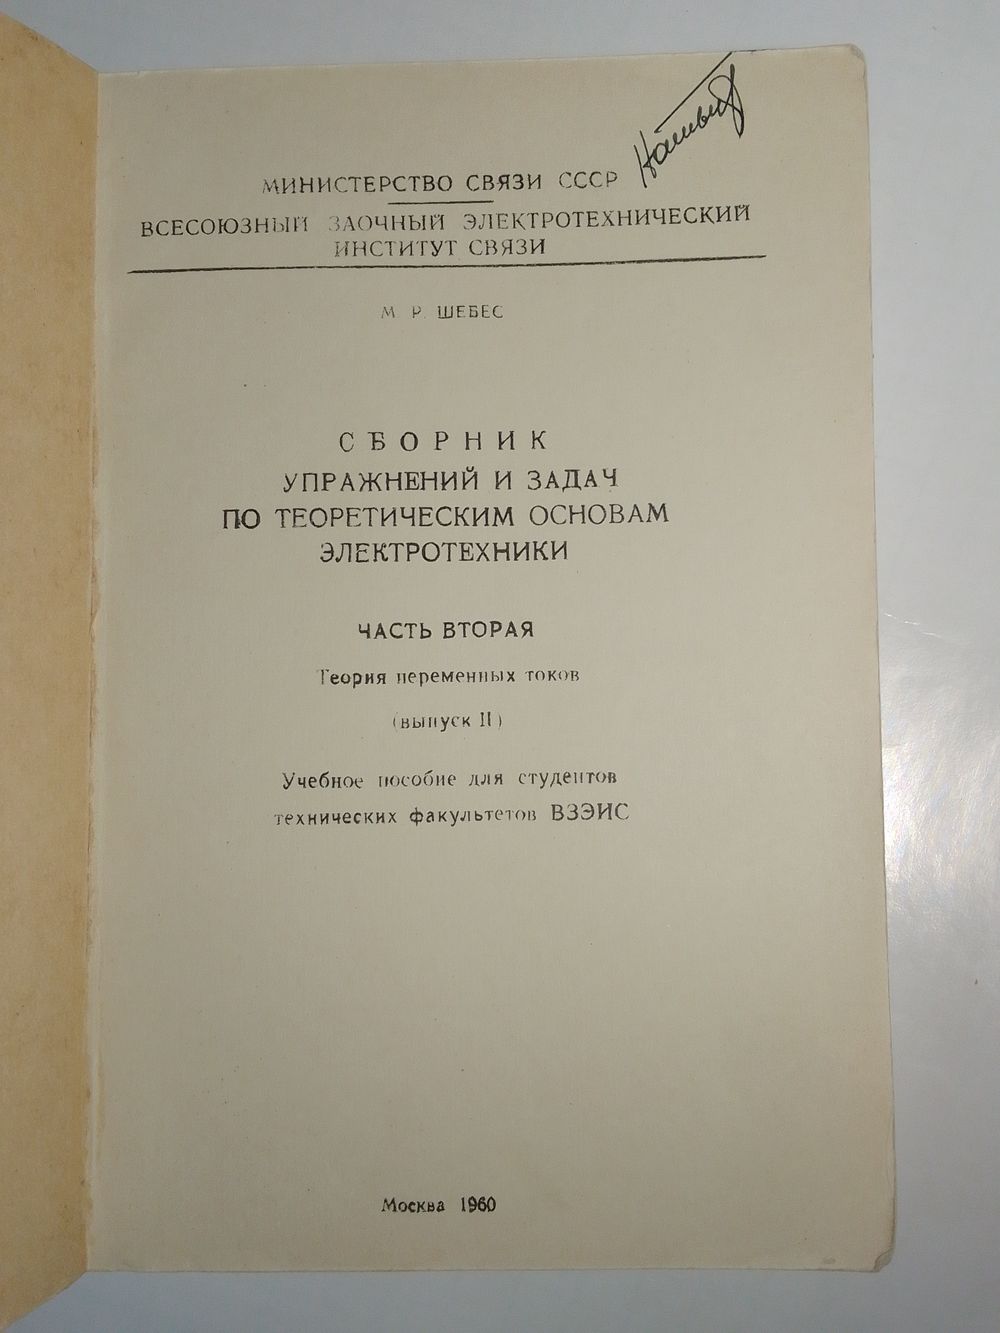 МИНИСТЕРСТВО СВЯЗИ СССР
ВСЕСОЮЗНЫЙ ЗАОЧНЫЙ ЭЛЕКТРОТЕХНИЧЕСКИЙ
ИНСТИТУТ СВЯЗИ
М. Р. ШЕБЕС
СБОРНИК
УПРАЖНЕНИЙ И ЗАДАЧ
ПО ТЕОРЕТИЧЕСКИМ ОСНОВАМ
ЭЛЕКТРОТЕХНИКИ
ЧАСТЬ ВТОРАЯ
Теория переменных токов
(выпуск II)
Учебное пособие для студентов
технических факультетов ВЗЭИС
Москва 1960